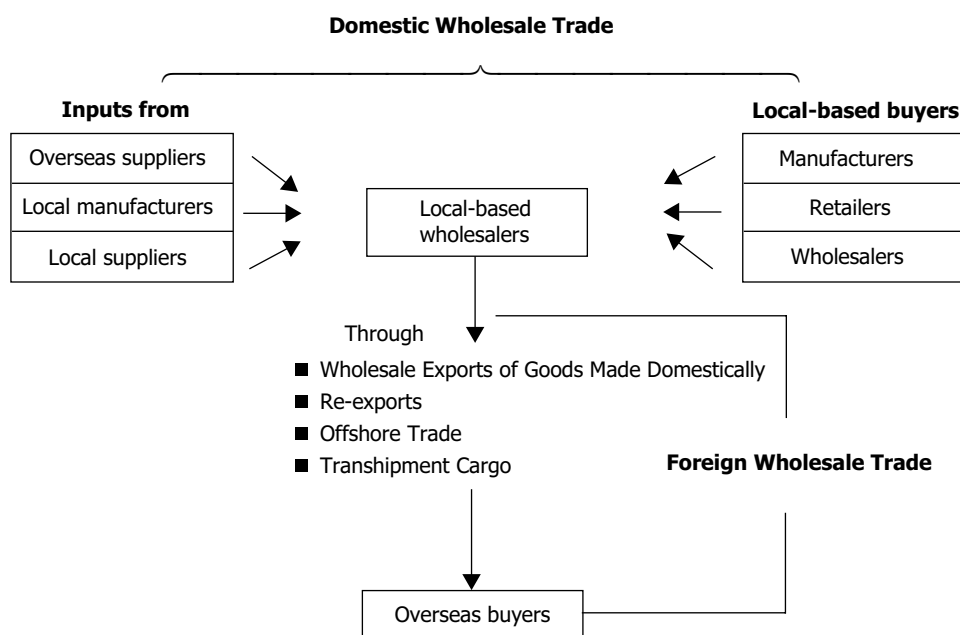 Domestic Wholesale Trade
Inputs from
Overseas suppliers
Local manufacturers
Local suppliers
Local-based
wholesalers
Local-based buyers
Manufacturers
Retailers
Wholesalers
Through
Wholesale Exports of Goods Made Domestically
Re-exports
Offshore Trade
Transhipment Cargo
Foreign Wholesale Trade
Overseas buyers